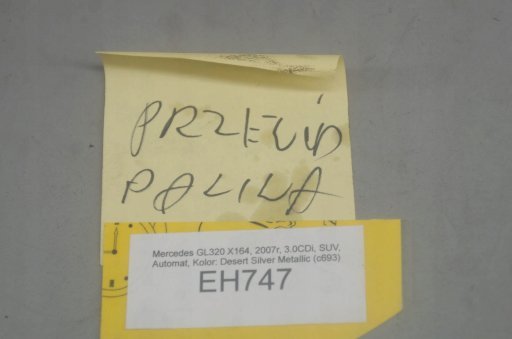 PRZEWÓD
PALIWA
Mercedes GL320 X164, 2007r, 3.0CDi, SUV,
Automat, Kolor: Desert Silver Metallic (c693)
EH747